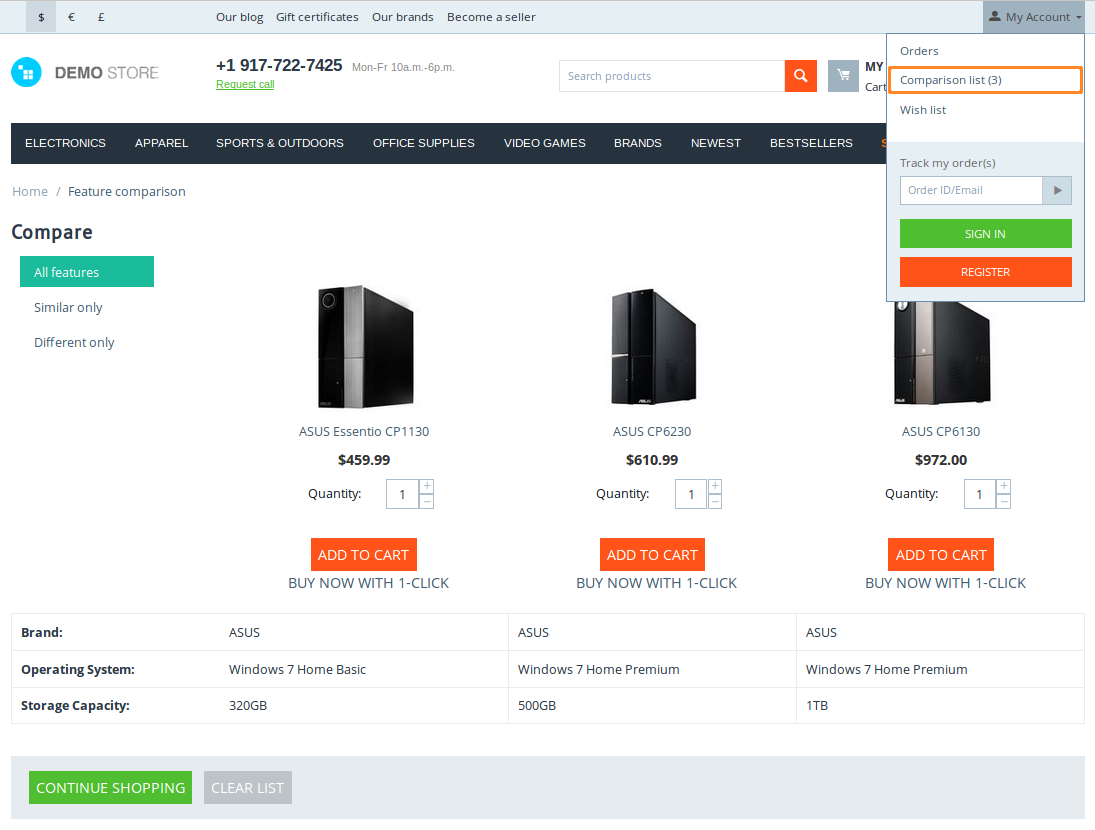 $ € £ Our blog Gift certificates Our brands Become a seller My Account
DEMO STORE
+1 917-722-7425 Mon-Fri 10a.m.-6p.m.
Request call
Search products
MY
Cart
Orders
Comparison list (3)
Wish list
Track my order(s)
Order ID/Email
SIGN IN
REGISTER
ELECTRONICS APPAREL SPORTS & OUTDOORS OFFICE SUPPLIES VIDEO GAMES BRANDS NEWEST BESTSELLERS
Home / Feature comparison
Compare
All features
Similar only
Different only
ASUS Essentio CP1130 ASUS CP6230 ASUS CP6130
$459.99 $610.99 $972.00
Quantity: 1 + − Quantity: 1 + − Quantity: 1 + −
ADD TO CART ADD TO CART ADD TO CART
BUY NOW WITH 1-CLICK BUY NOW WITH 1-CLICK BUY NOW WITH 1-CLICK
Brand: ASUS ASUS ASUS
Operating System: Windows 7 Home Basic Windows 7 Home Premium Windows 7 Home Premium
Storage Capacity: 320GB 500GB 1TB
CONTINUE SHOPPING CLEAR LIST